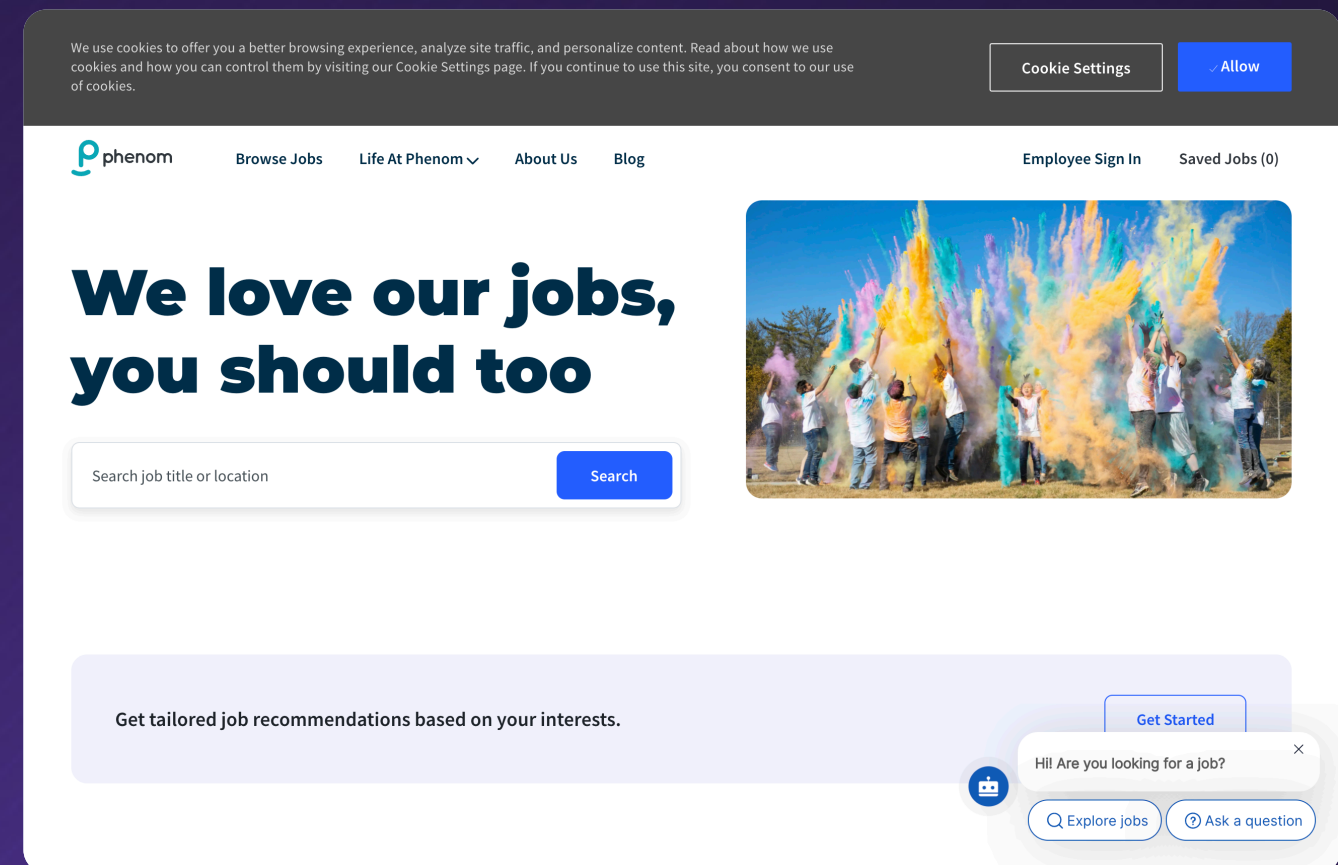 We use cookies to offer you a better browsing experience, analyze site traffic, and personalize content. Read about how we use
cookies and how you can control them by visiting our Cookie Settings page. If you continue to use this site, you consent to our use
of cookies.
Cookie Settings
Allow
phenom
Browse Jobs
Life At Phenom
About Us
Blog
Employee Sign In
Saved Jobs (0)
We love our jobs,
you should too
Search job title or location
Search
Get tailored job recommendations based on your interests.
Get Started
Hi! Are you looking for a job?
Explore jobs
Ask a question